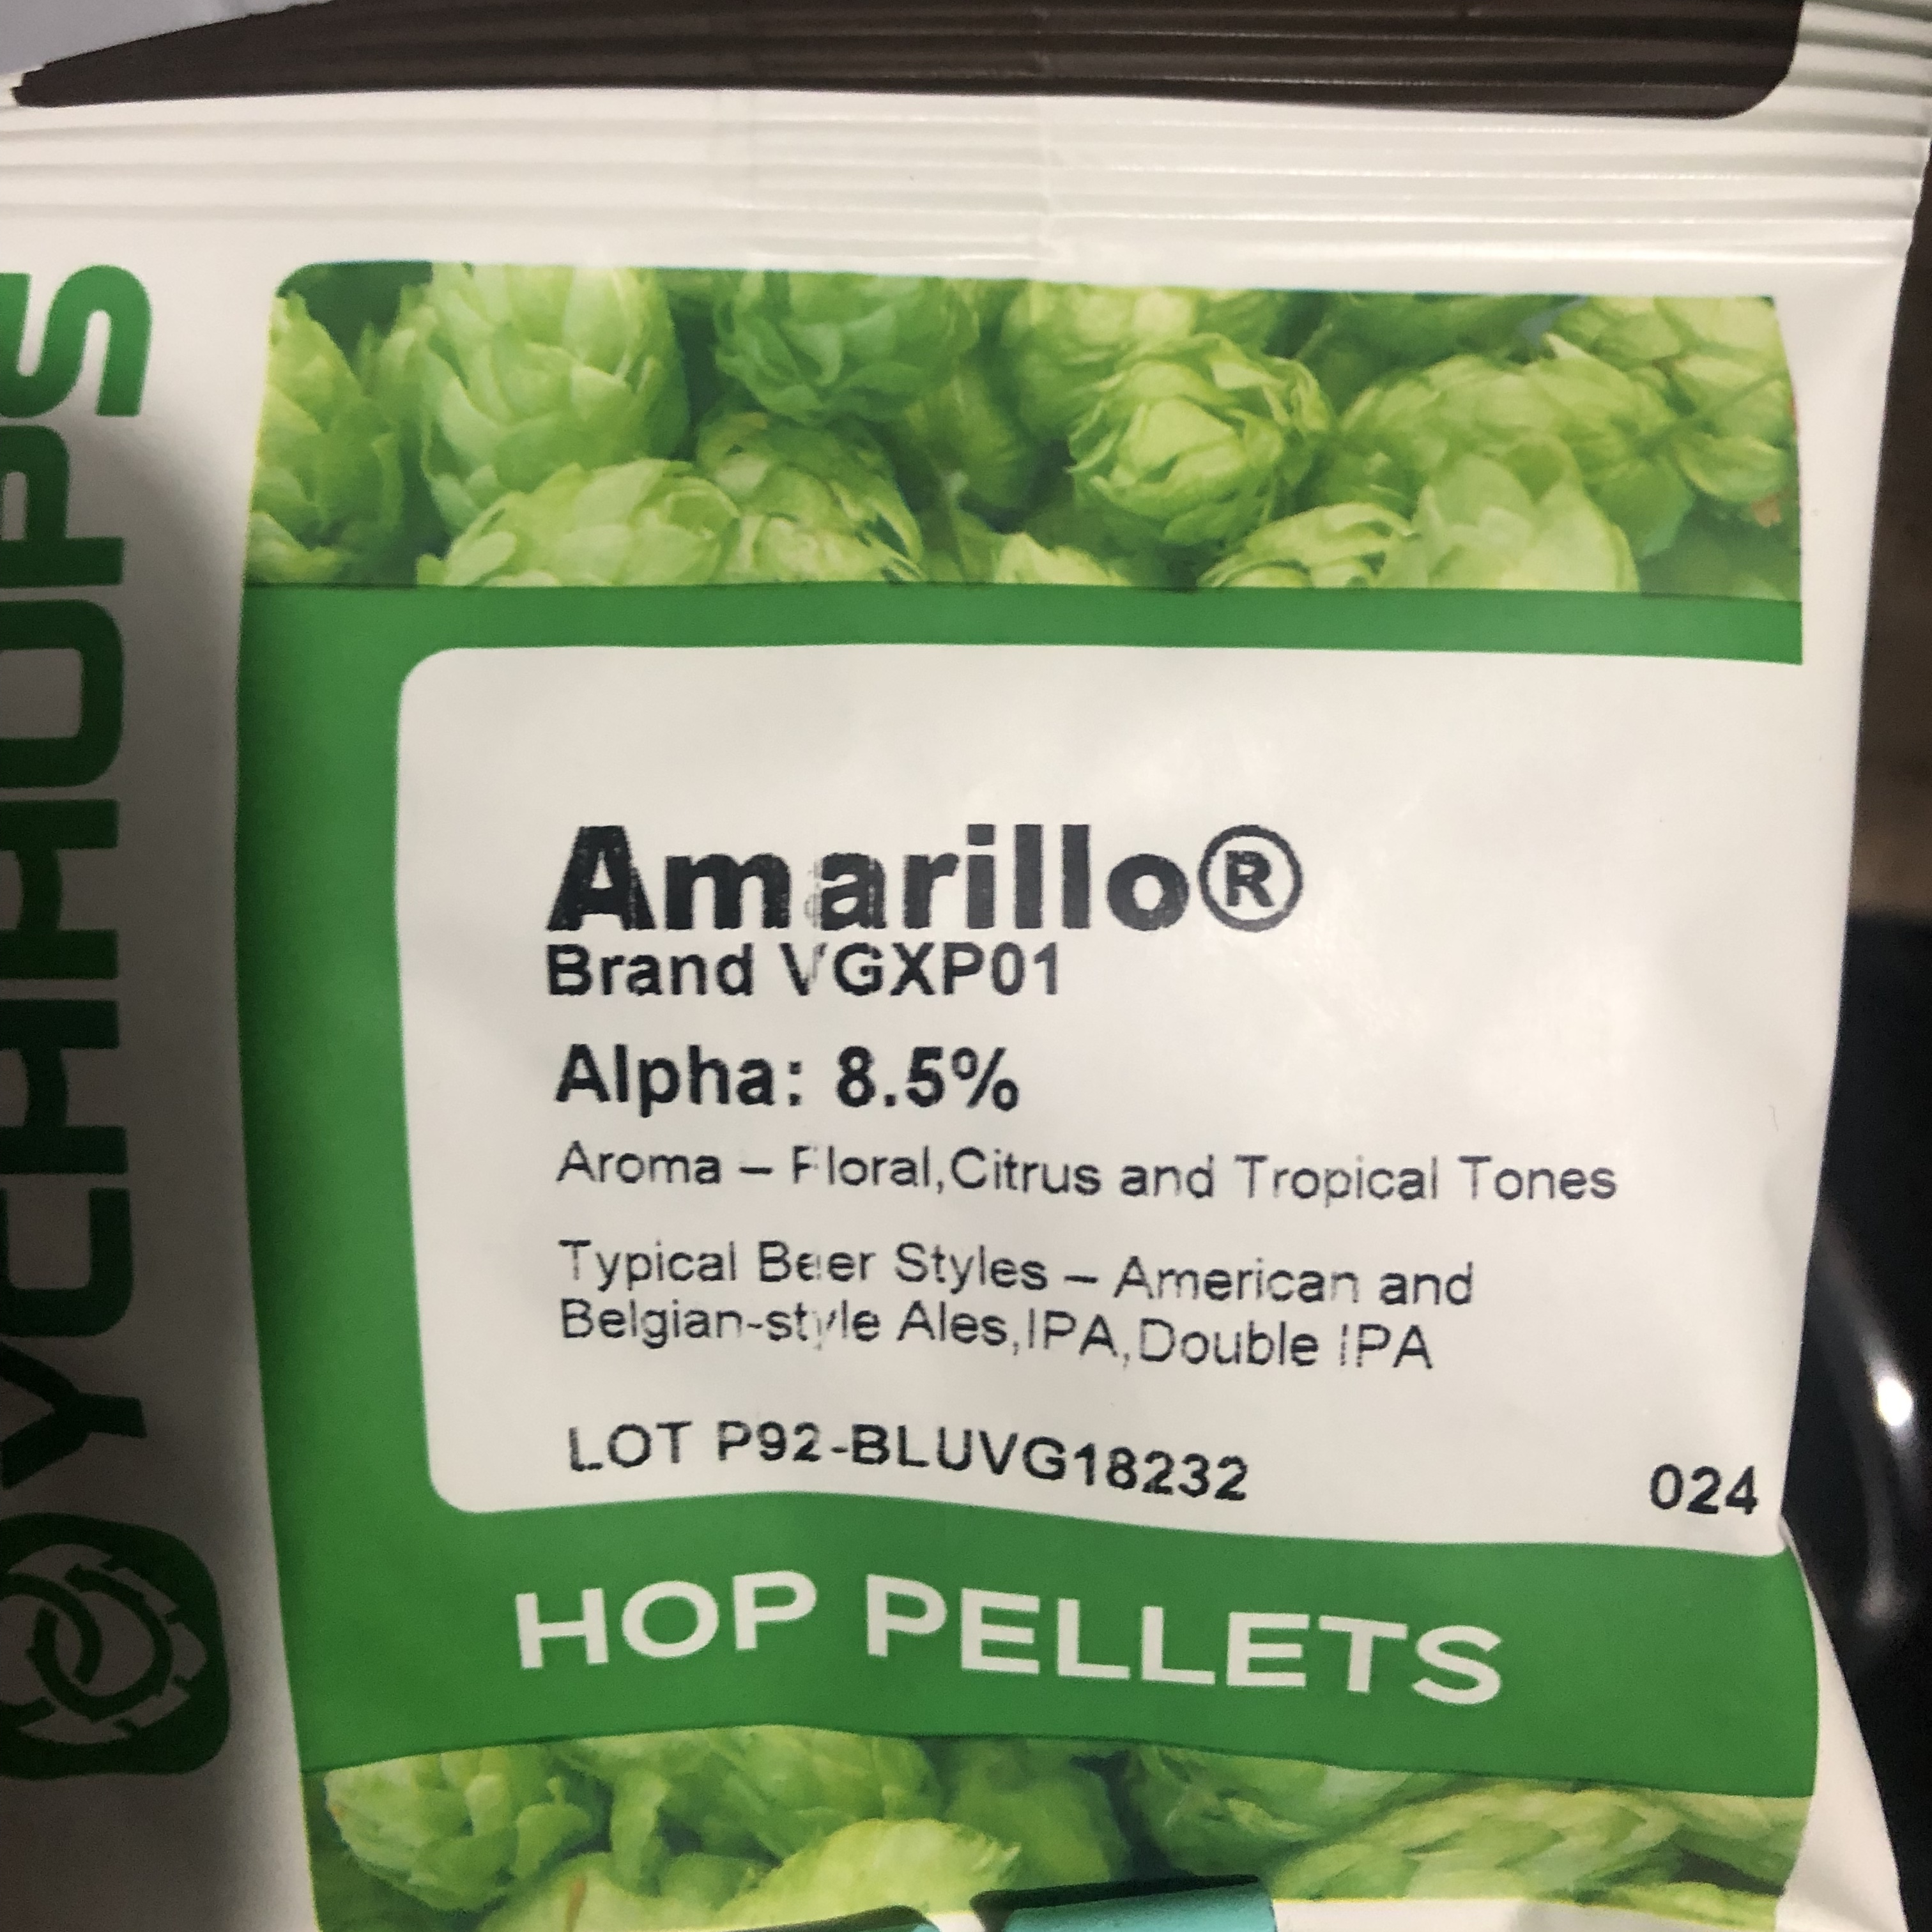 YCHHOPS
Amarillo®
Brand VGXP01
Alpha: 8.5%
Aroma – Floral,Citrus and Tropical Tones
Typical Beer Styles – American and
Belgian-style Ales,IPA,Double IPA
LOT P92-BLUVG18232 024
HOP PELLETS